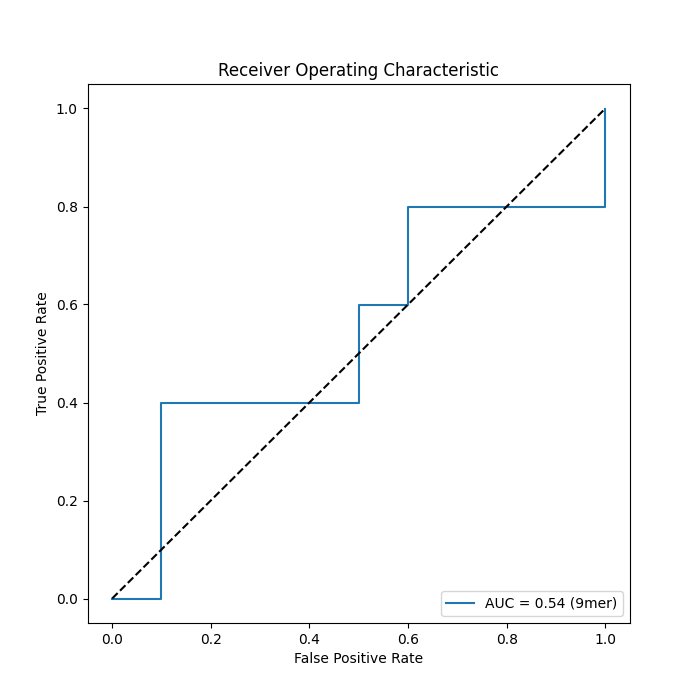 Receiver Operating Characteristic
1.0
0.8
0.6
0.4
0.2
0.0
True Positive Rate
AUC = 0.54 (9mer)
0.0 0.2 0.4 0.6 0.8 1.0
False Positive Rate